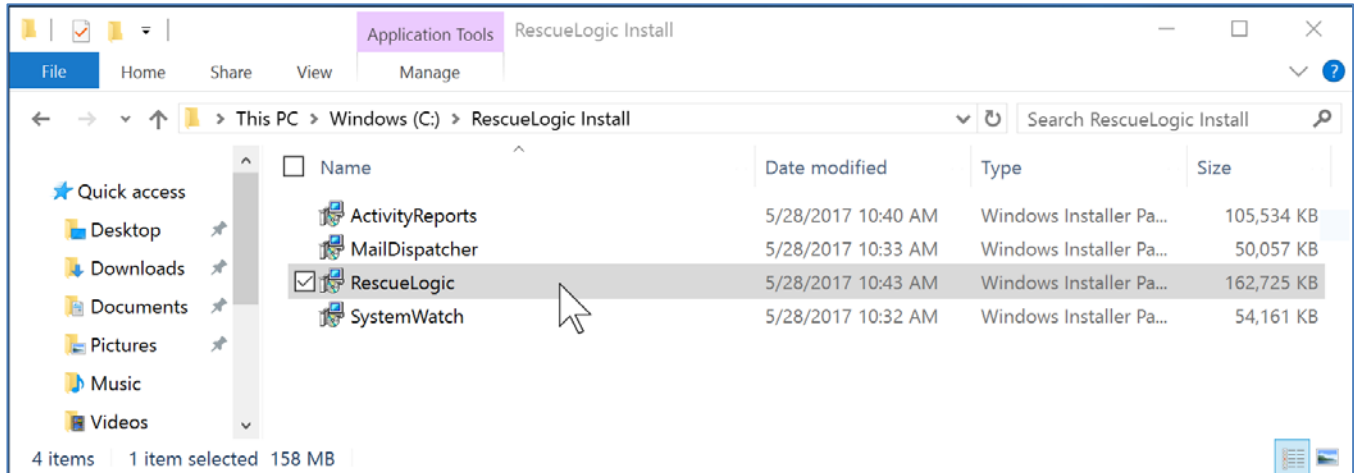 Application Tools RescueLogic Install
File Home Share View Manage ?
This PC > Windows (C:) > RescueLogic Install Search RescueLogic Install
Name Date modified Type Size
Quick access
ActivityReports 5/28/2017 10:40 AM Windows Installer Pa... 105,534 KB
Desktop
MailDispatcher 5/28/2017 10:33 AM Windows Installer Pa... 50,057 KB
Downloads
RescueLogic 5/28/2017 10:43 AM Windows Installer Pa... 162,725 KB
Documents
SystemWatch 5/28/2017 10:32 AM Windows Installer Pa... 54,161 KB
Pictures
Music
Videos
4 items 1 item selected 158 MB